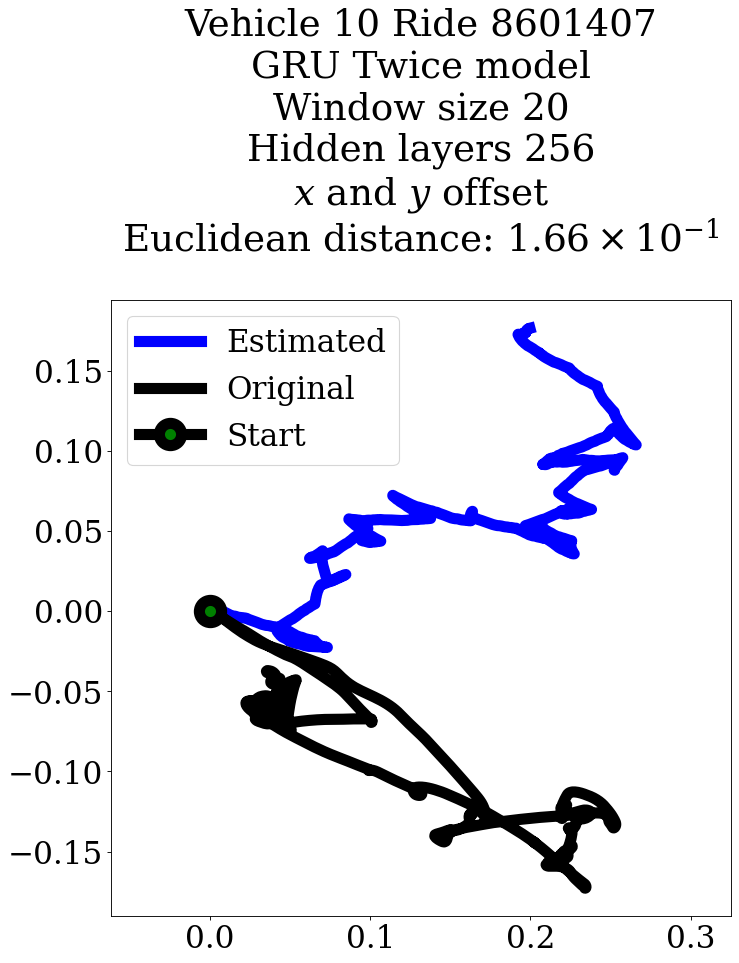 Vehicle 10 Ride 8601407
GRU Twice model
Window size 20
Hidden layers 256
x and y offset
Euclidean distance: 1.66 × 10⁻¹
Estimated
Original
Start
0.15
0.10
0.05
0.00
−0.05
−0.10
−0.15
0.0 0.1 0.2 0.3